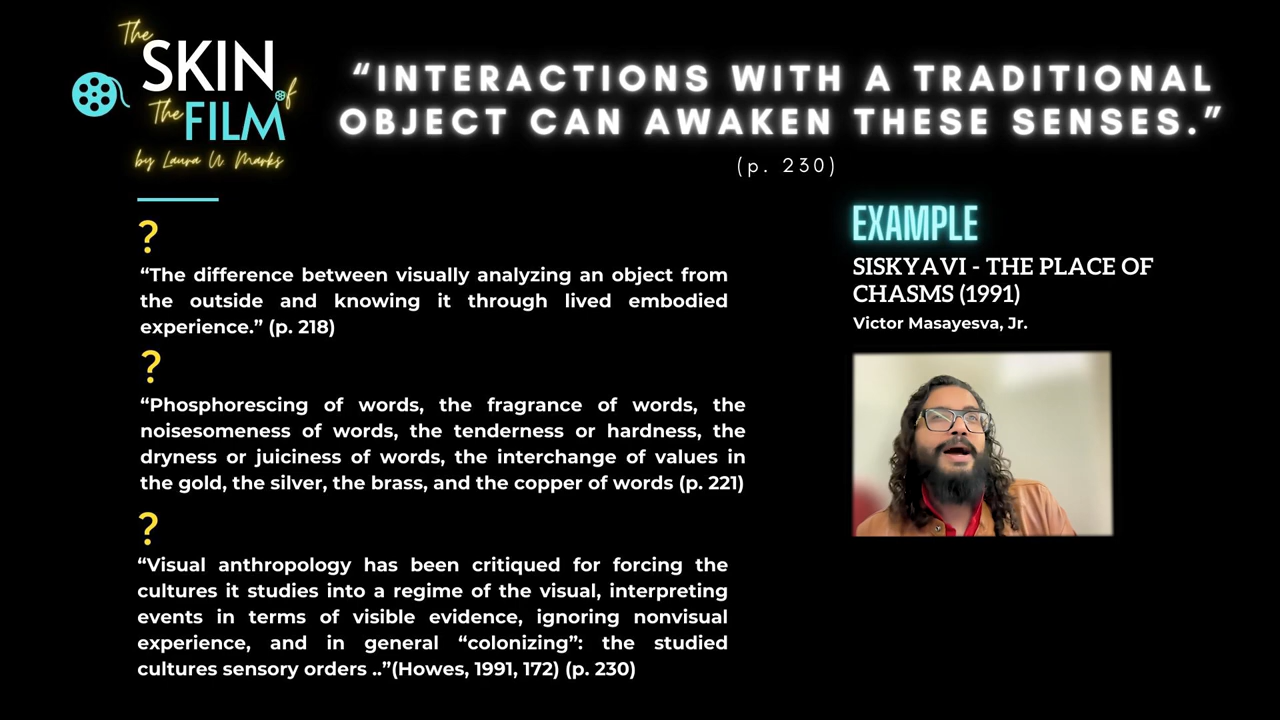 The
SKIN
of
The FILM
by Laura U Marks
“INTERACTIONS WITH A TRADITIONAL
OBJECT CAN AWAKEN THESE SENSES.”
(p. 230)
?
“The difference between visually analyzing an object from
the outside and knowing it through lived embodied
experience.” (p. 218)
?
“Phosphorescing of words, the fragrance of words, the
noisesomeness of words, the tenderness or hardness, the
dryness or juiciness of words, the interchange of values in
the gold, the silver, the brass, and the copper of words (p. 221)
?
“Visual anthropology has been critiqued for forcing the
cultures it studies into a regime of the visual, interpreting
events in terms of visible evidence, ignoring nonvisual
experience, and in general “colonizing”: the studied
cultures sensory orders ..”(Howes, 1991, 172) (p. 230)
EXAMPLE
SISKYAVI - THE PLACE OF
CHASMS (1991)
Victor Masayesva, Jr.